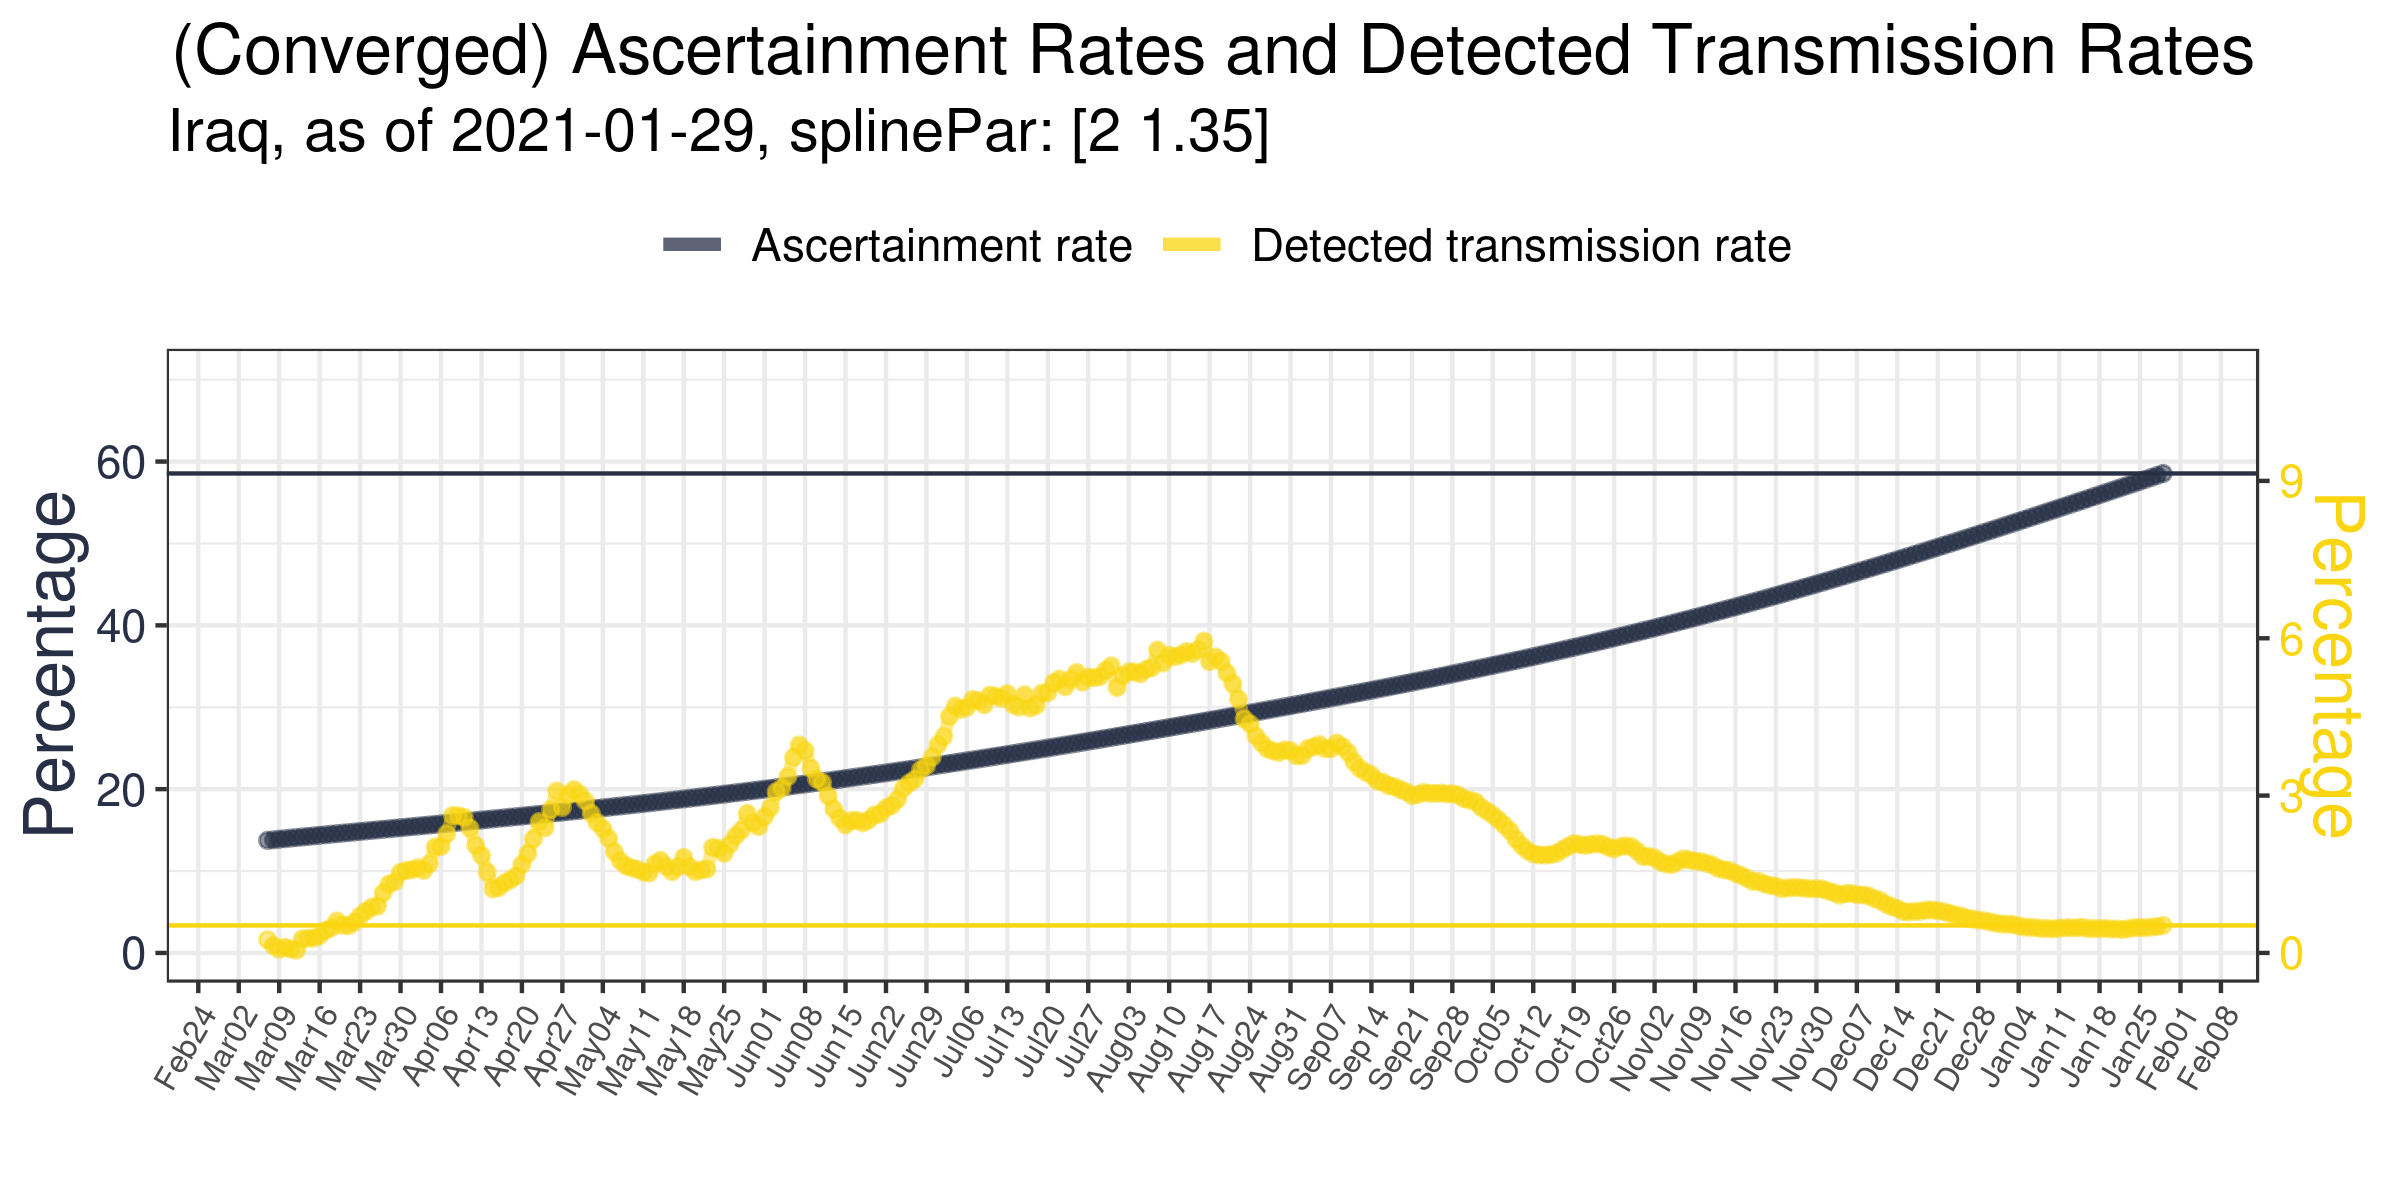 (Converged) Ascertainment Rates and Detected Transmission Rates
Iraq, as of 2021-01-29, splinePar: [2 1.35]
Ascertainment rate Detected transmission rate
Percentage
60
40
20
0
9
6
3
0
Percentage
Feb24 Mar02 Mar09 Mar16 Mar23 Mar30 Apr06 Apr13 Apr20 Apr27 May04 May11 May18 May25 Jun01 Jun08 Jun15 Jun22 Jun29 Jul06 Jul13 Jul20 Jul27 Aug03 Aug10 Aug17 Aug24 Aug31 Sep07 Sep14 Sep21 Sep28 Oct05 Oct12 Oct19 Oct26 Nov02 Nov09 Nov16 Nov23 Nov30 Dec07 Dec14 Dec21 Dec28 Jan04 Jan11 Jan18 Jan25 Feb01 Feb08